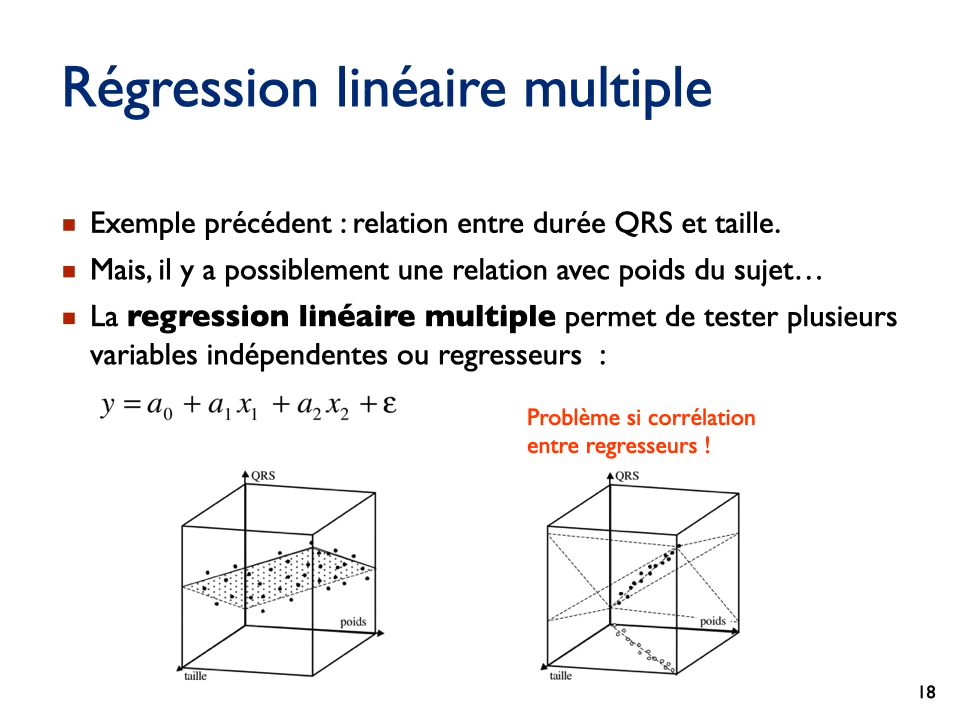 Régression linéaire multiple
Exemple précédent : relation entre durée QRS et taille.
Mais, il y a possiblement une relation avec poids du sujet…
La regression linéaire multiple permet de tester plusieurs
variables indépendentes ou regresseurs :
y = a₀ + a₁ x₁ + a₂ x₂ + ε
Problème si corrélation
entre regresseurs !
QRS
poids
taille
QRS
poids
taille
18